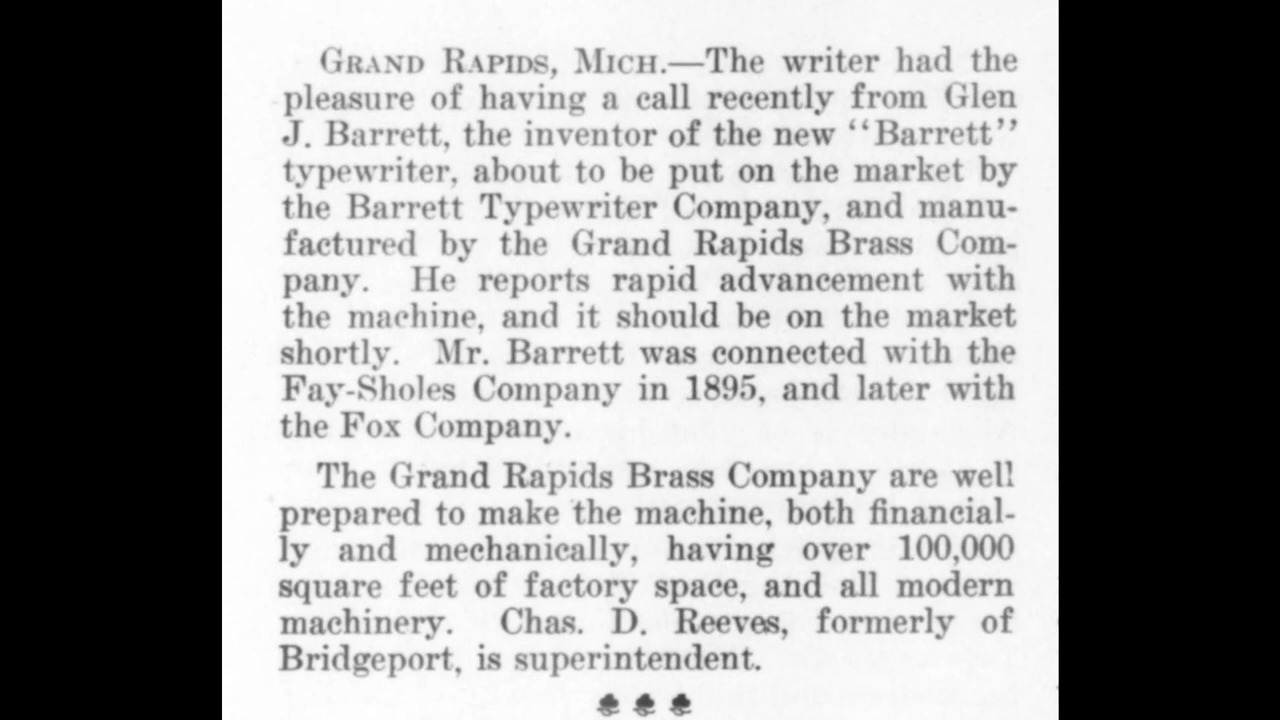 GRAND RAPIDS, MICH.—The writer had the
pleasure of having a call recently from Glen
J. Barrett, the inventor of the new ‘‘Barrett’’
typewriter, about to be put on the market by
the Barrett Typewriter Company, and manu-
factured by the Grand Rapids Brass Com-
pany. He reports rapid advancement with
the machine, and it should be on the market
shortly. Mr. Barrett was connected with the
Fay-Sholes Company in 1895, and later with
the Fox Company.
The Grand Rapids Brass Company are well
prepared to make the machine, both financial-
ly and mechanically, having over 100,000
square feet of factory space, and all modern
machinery. Chas. D. Reeves, formerly of
Bridgeport, is superintendent.